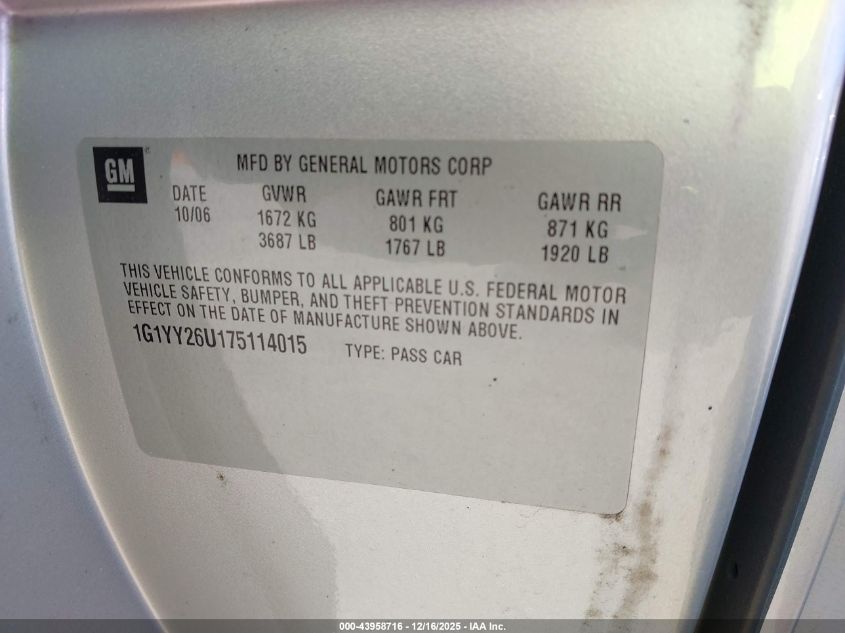 GM
MFD BY GENERAL MOTORS CORP
DATE GVWR GAWR FRT GAWR RR
10/06 1672 KG 801 KG 871 KG
3687 LB 1767 LB 1920 LB
THIS VEHICLE CONFORMS TO ALL APPLICABLE U.S. FEDERAL MOTOR
VEHICLE SAFETY, BUMPER, AND THEFT PREVENTION STANDARDS IN
EFFECT ON THE DATE OF MANUFACTURE SHOWN ABOVE.
1G1YY26U175114015 TYPE: PASS CAR
000-43958716 - 12/16/2025 - IAA Inc.